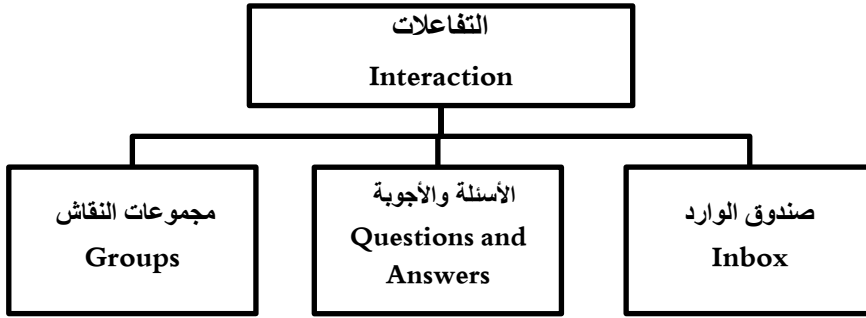 التفاعلات
Interaction
صندوق الوارد
Inbox
الأسئلة والأجوبة
Questions and
Answers
مجموعات النقاش
Groups